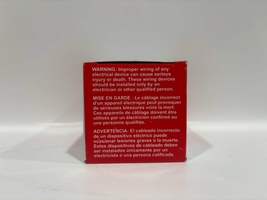 WARNING: Improper wiring of any
electrical device can cause serious
injury or death. These wiring devices
should be installed only by an
electrician or other qualified person.
MISE EN GARDE - Le câblage incorrect
d'un appareil électrique peut provoquer
de sérieuses blessures voire la mort.
Ces appareils de câblage doivent être
utilisés par un électricien confirmé ou
une personne qualifiée.
ADVERTENCIA: El cableado incorrecto
de un dispositivo eléctrico puede
ocasionar lesiones graves o la muerte.
Estos dispositivos de cableado deben
ser instalados únicamente por un
electricista o una persona calificada.